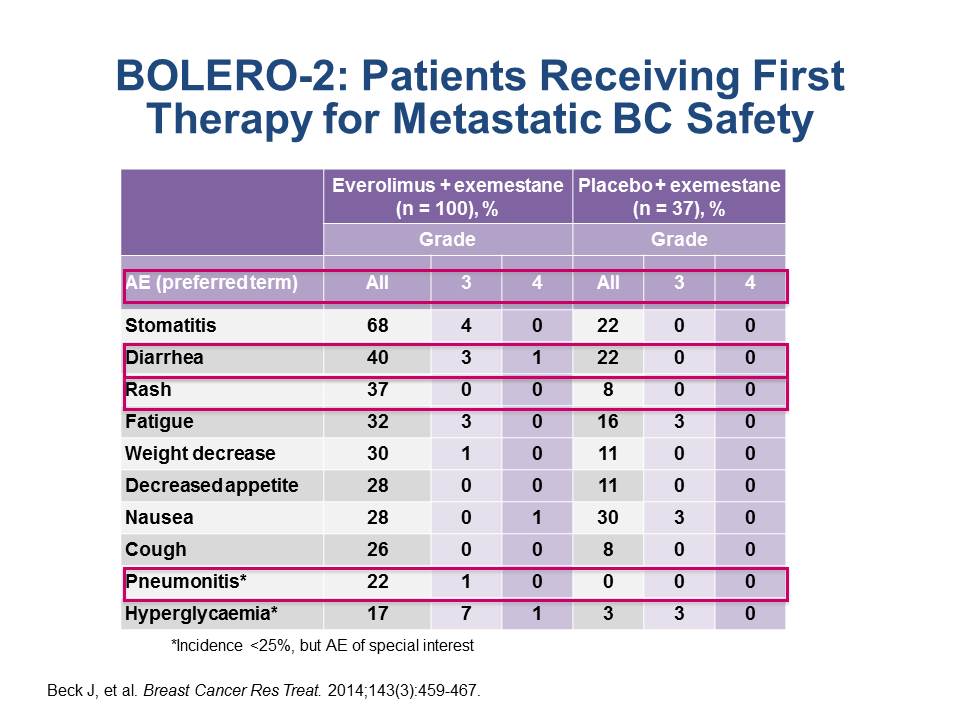 BOLERO-2: Patients Receiving First
Therapy for Metastatic BC Safety
Everolimus + exemestane Placebo + exemestane
(n = 100), % (n = 37), %
Grade Grade
AE (preferred term) All 3 4 All 3 4
Stomatitis 68 4 0 22 0 0
Diarrhea 40 3 1 22 0 0
Rash 37 0 0 8 0 0
Fatigue 32 3 0 16 3 0
Weight decrease 30 1 0 11 0 0
Decreased appetite 28 0 0 11 0 0
Nausea 28 0 1 30 3 0
Cough 26 0 0 8 0 0
Pneumonitis* 22 1 0 0 0 0
Hyperglycaemia* 17 7 1 3 3 0
*Incidence <25%, but AE of special interest
Beck J, et al. Breast Cancer Res Treat. 2014;143(3):459-467.